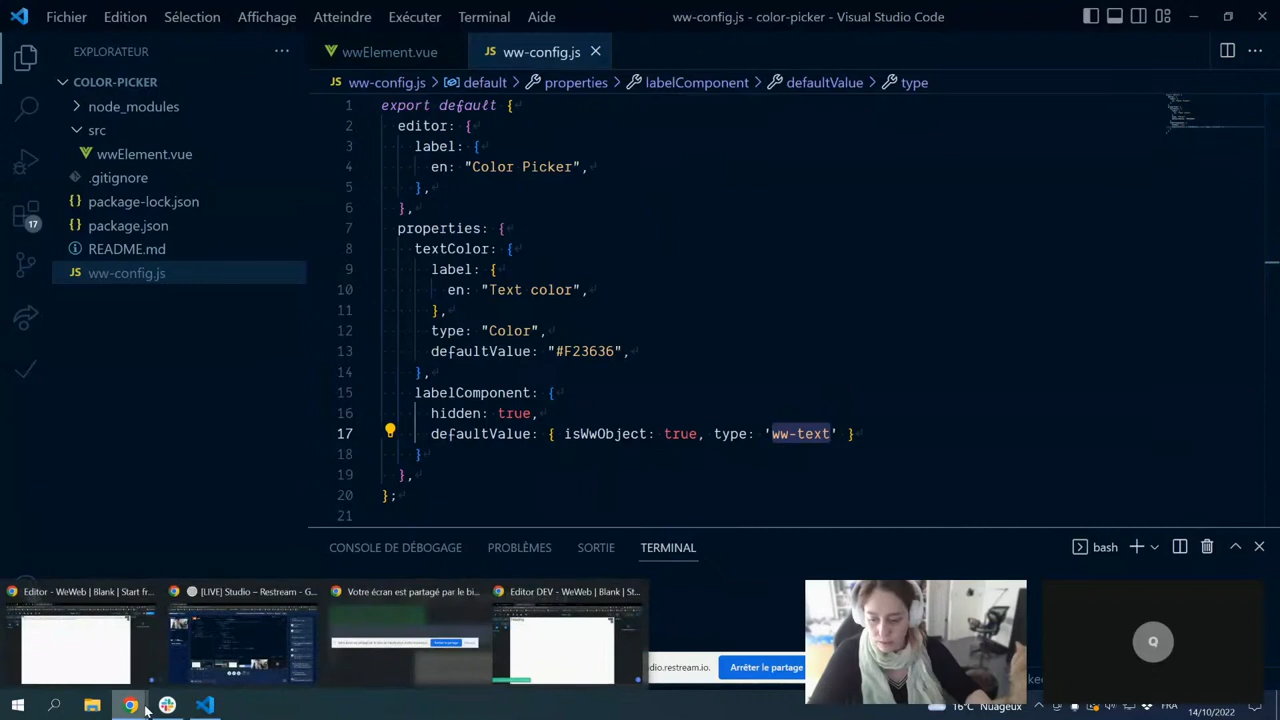 Fichier Edition Sélection Affichage Atteindre Exécuter Terminal Aide
ww-config.js - color-picker - Visual Studio Code
EXPLORATEUR
COLOR-PICKER
node_modules
src
wwElement.vue
.gitignore
package-lock.json
package.json
README.md
ww-config.js
17
wwElement.vue
JS ww-config.js
JS ww-config.js > default > properties > labelComponent > defaultValue > type
1 export default {
2 editor: {
3 label: {
4 en: "Color Picker",
5 },
6 },
7 properties: {
8 textColor: {
9 label: {
10 en: "Text color",
11 },
12 type: "Color",
13 defaultValue: "#F23636",
14 },
15 labelComponent: {
16 hidden: true,
17 defaultValue: { isWwObject: true, type: 'ww-text' }
18 }
19 },
20 };
21
CONSOLE DE DÉBOGAGE PROBLÈMES SORTIE TERMINAL
bash
Editor - WeWeb | Blank | Start fr...
[LIVE] Studio – Restream - G...
Votre écran est partagé par le bi...
Editor DEV - WeWeb | Blank | St...
dio.restream.io.
Arrêter le partage
Q
16°C Nuageux
FR
14/10/2022